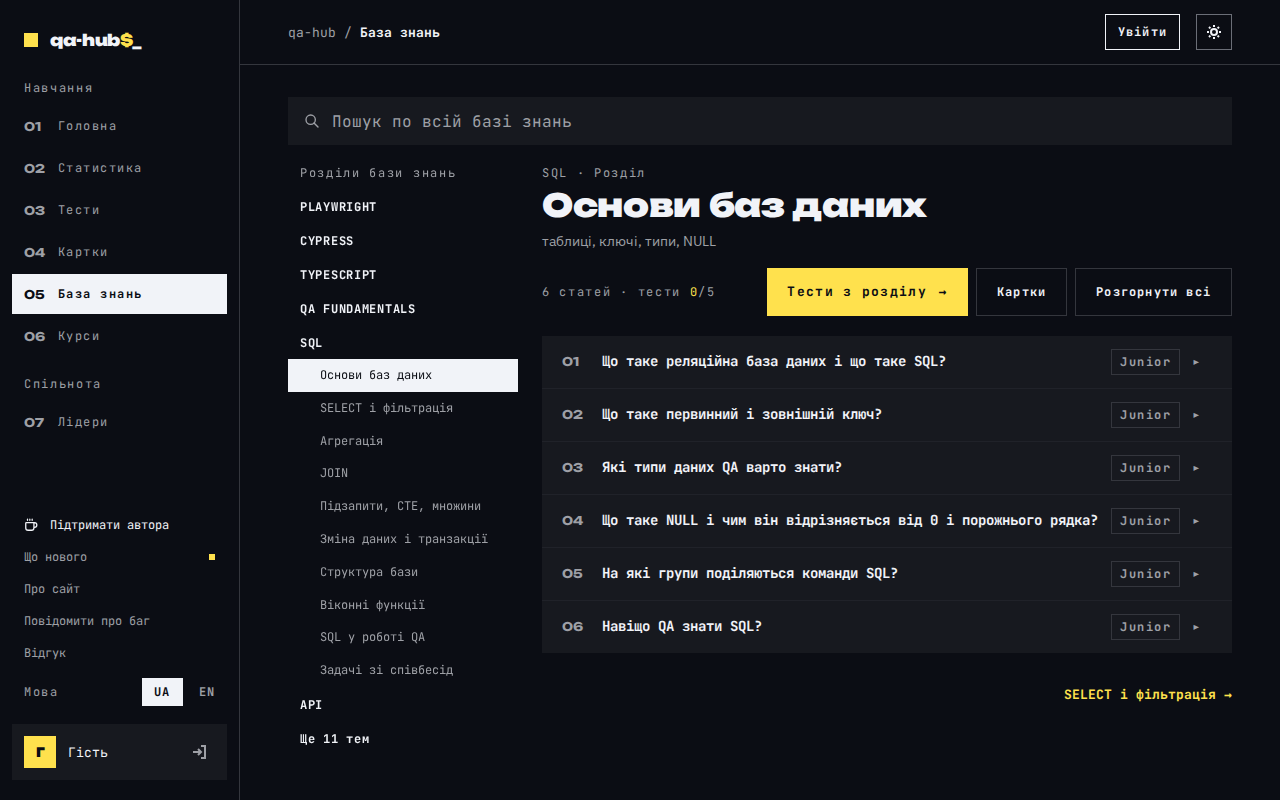 qa·hub$_
Навчання
01 Головна
02 Статистика
03 Тести
04 Картки
05 База знань
06 Курси
Спільнота
07 Лідери
Підтримати автора
Що нового
Про сайт
Повідомити про баг
Відгук
Мова UA EN
Г Гість
qa-hub / База знань
Увійти
Пошук по всій базі знань
Розділи бази знань
PLAYWRIGHT
CYPRESS
TYPESCRIPT
QA FUNDAMENTALS
SQL
Основи баз даних
SELECT і фільтрація
Агрегація
JOIN
Підзапити, CTE, множини
Зміна даних і транзакції
Структура бази
Віконні функції
SQL у роботі QA
Задачі зі співбесід
API
Ще 11 тем
SQL · Розділ
Основи баз даних
таблиці, ключі, типи, NULL
6 статей · тести 0/5
Тести з розділу →
Картки
Розгорнути всі
01 Що таке реляційна база даних і що таке SQL? Junior ▸
02 Що таке первинний і зовнішній ключ? Junior ▸
03 Які типи даних QA варто знати? Junior ▸
04 Що таке NULL і чим він відрізняється від 0 і порожнього рядка? Junior ▸
05 На які групи поділяються команди SQL? Junior ▸
06 Навіщо QA знати SQL? Junior ▸
SELECT і фільтрація →